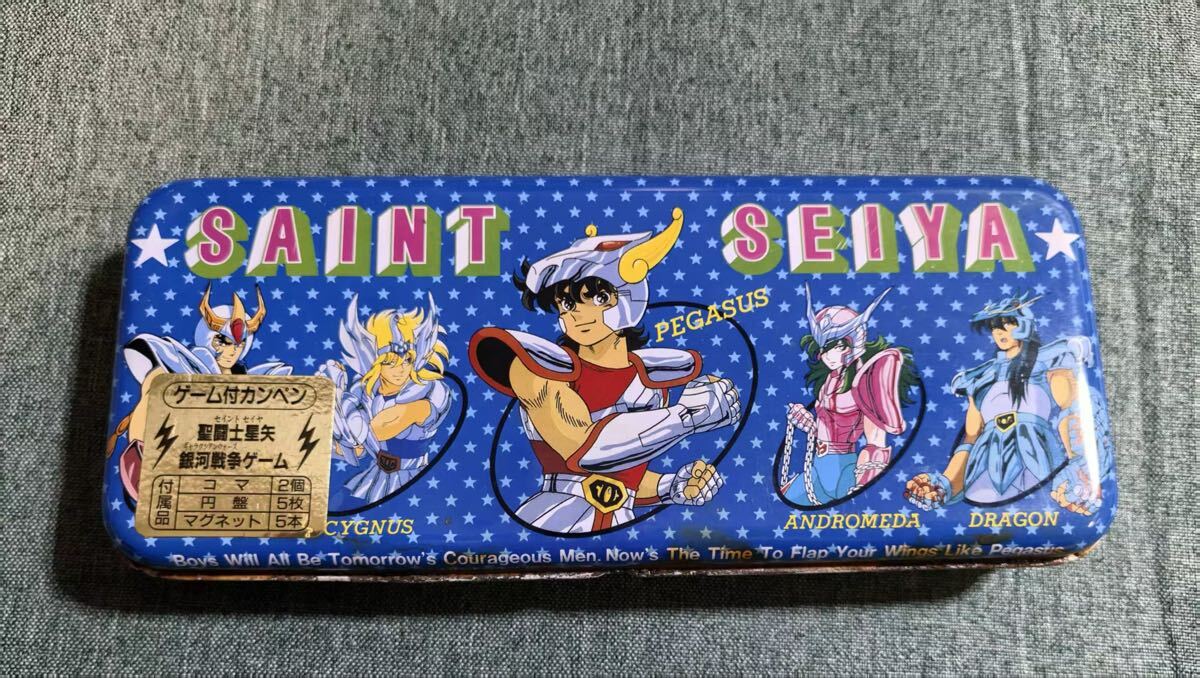 SAINT SEIYA
PEGASUS
ゲーム付カンペン
セイントセイヤ
聖闘士星矢
ギャラクシアンウォーズ
銀河戦争ゲーム
付属品
コマ 2個
円盤 5枚
マグネット 5本
CYGNUS
ANDROMEDA
DRAGON
Boys Will All Be Tomorrow's Courageous Men. Now's The Time To Flap Your Wings Like Pegasus